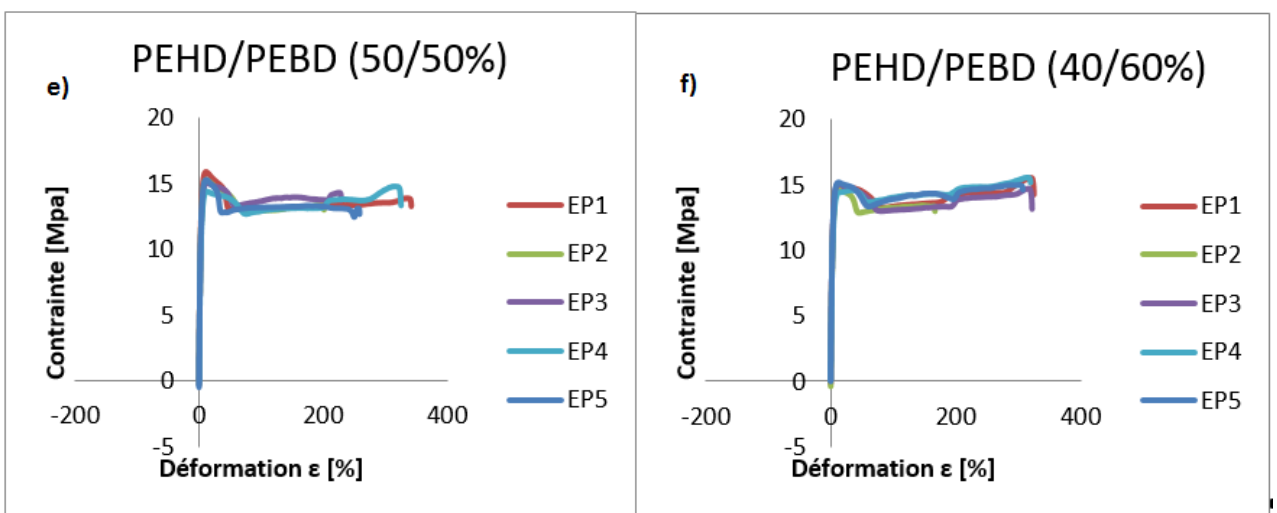 e)
PEHD/PEBD (50/50%)
Contrainte [Mpa]
20
15
10
5
0
-5
-200
0
200
400
Déformation ε [%]
EP1
EP2
EP3
EP4
EP5
f)
PEHD/PEBD (40/60%)
Contrainte [Mpa]
20
15
10
5
0
-5
-200
0
200
400
Déformation ε [%]
EP1
EP2
EP3
EP4
EP5